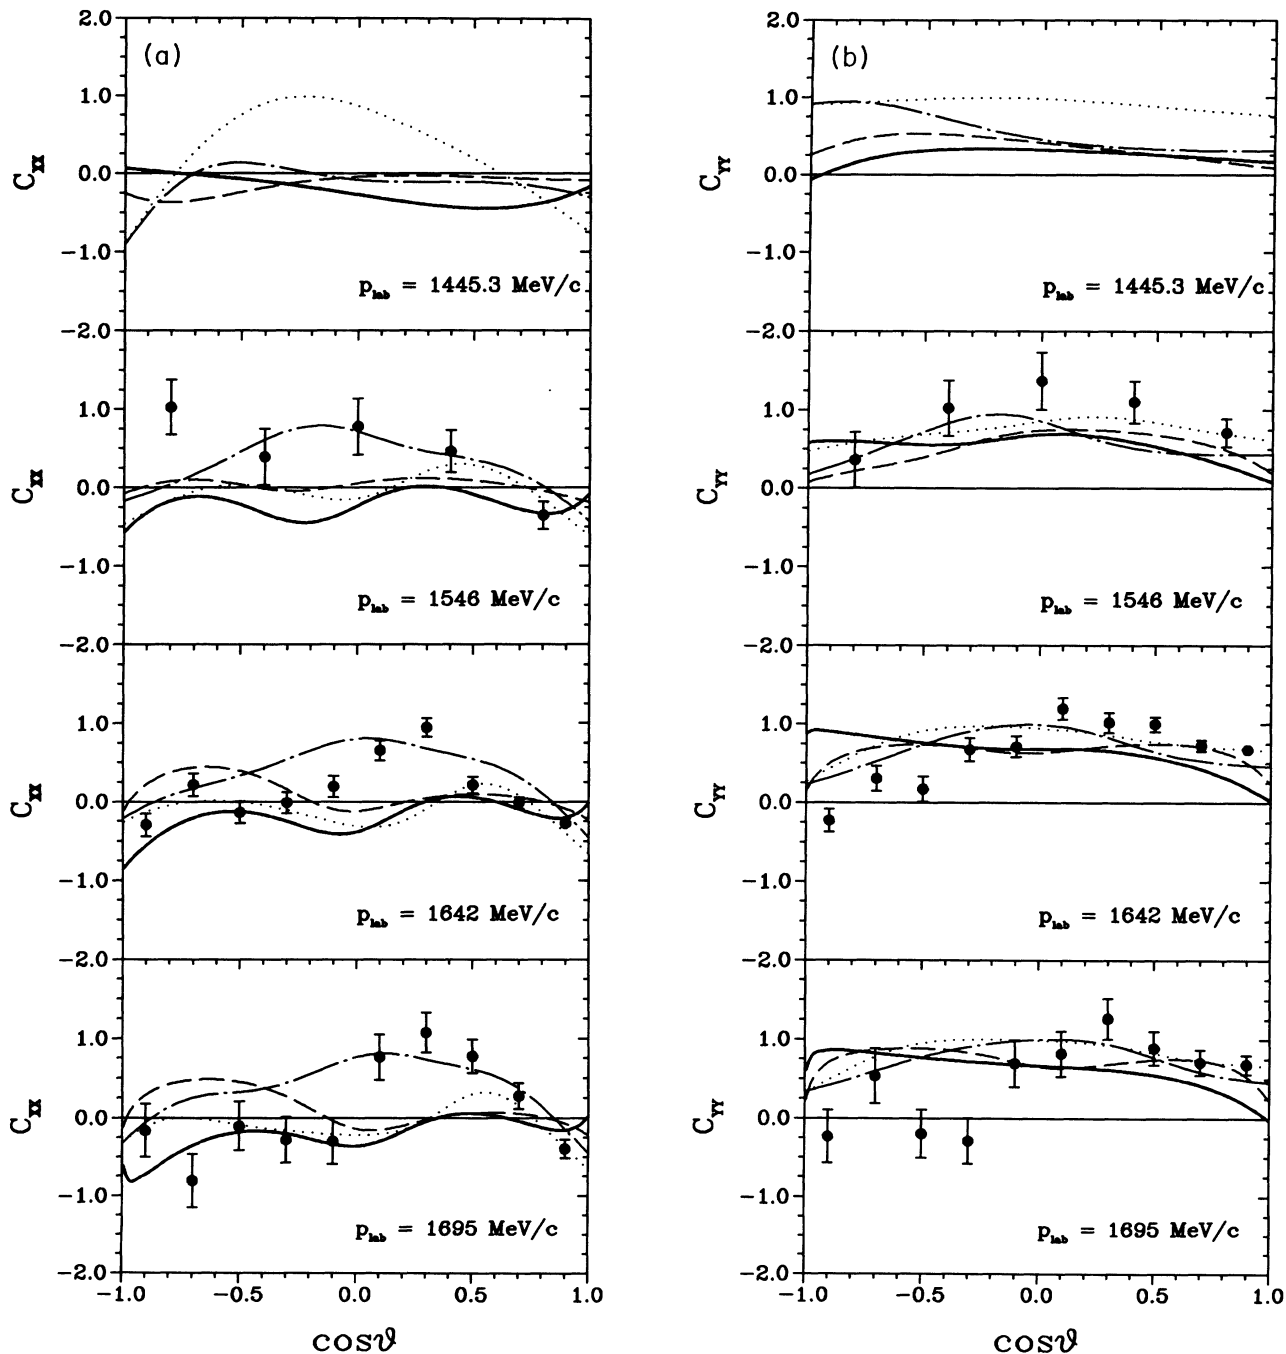 (a)
2.0
1.0
0.0
−1.0
−2.0
C_XX
p_lab = 1445.3 MeV/c
1.0
0.0
−1.0
−2.0
C_XX
p_lab = 1546 MeV/c
1.0
0.0
−1.0
−2.0
C_XX
p_lab = 1642 MeV/c
1.0
0.0
−1.0
−2.0
C_XX
p_lab = 1695 MeV/c
−1.0 −0.5 0.0 0.5 1.0
cosϑ
(b)
2.0
1.0
0.0
−1.0
−2.0
C_YY
p_lab = 1445.3 MeV/c
1.0
0.0
−1.0
−2.0
C_YY
p_lab = 1546 MeV/c
1.0
0.0
−1.0
−2.0
C_YY
p_lab = 1642 MeV/c
1.0
0.0
−1.0
−2.0
C_YY
p_lab = 1695 MeV/c
−1.0 −0.5 0.0 0.5 1.0
cosϑ